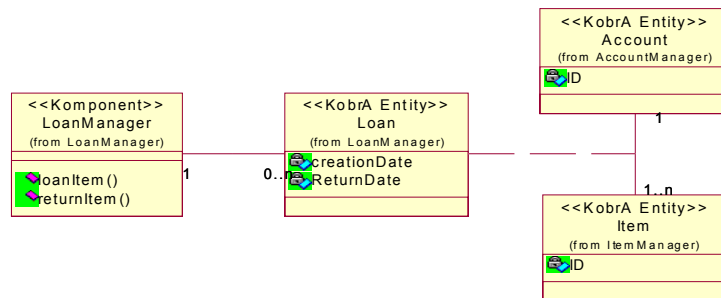 <<KobrA Entity>>
Account
(from AccountManager)
ID
<<Komponent>>
LoanManager
(from LoanManager)
loanItem()
returnItem()
1
0..n
<<KobrA Entity>>
Loan
(from LoanManager)
creationDate
ReturnDate
1
1..n
<<KobrA Entity>>
Item
(from ItemManager)
ID